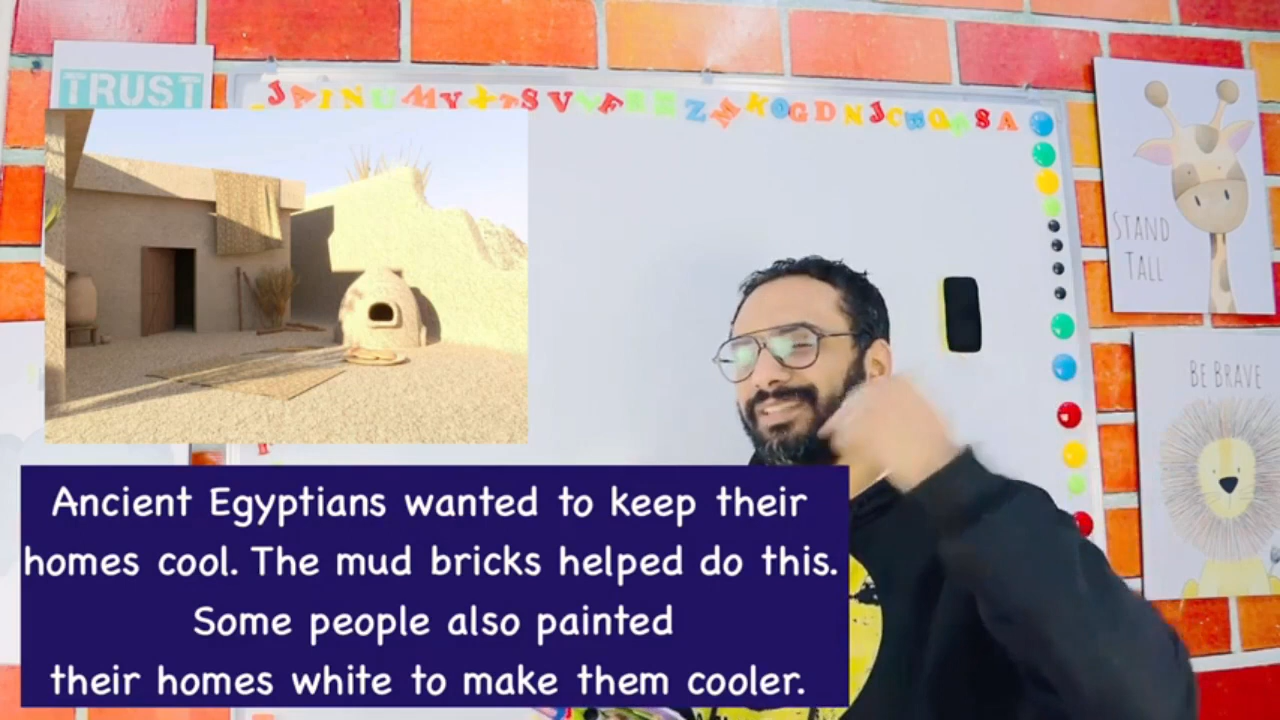 TRUST
STAND
TALL
BE BRAVE
Ancient Egyptians wanted to keep their
homes cool. The mud bricks helped do this.
Some people also painted
their homes white to make them cooler.